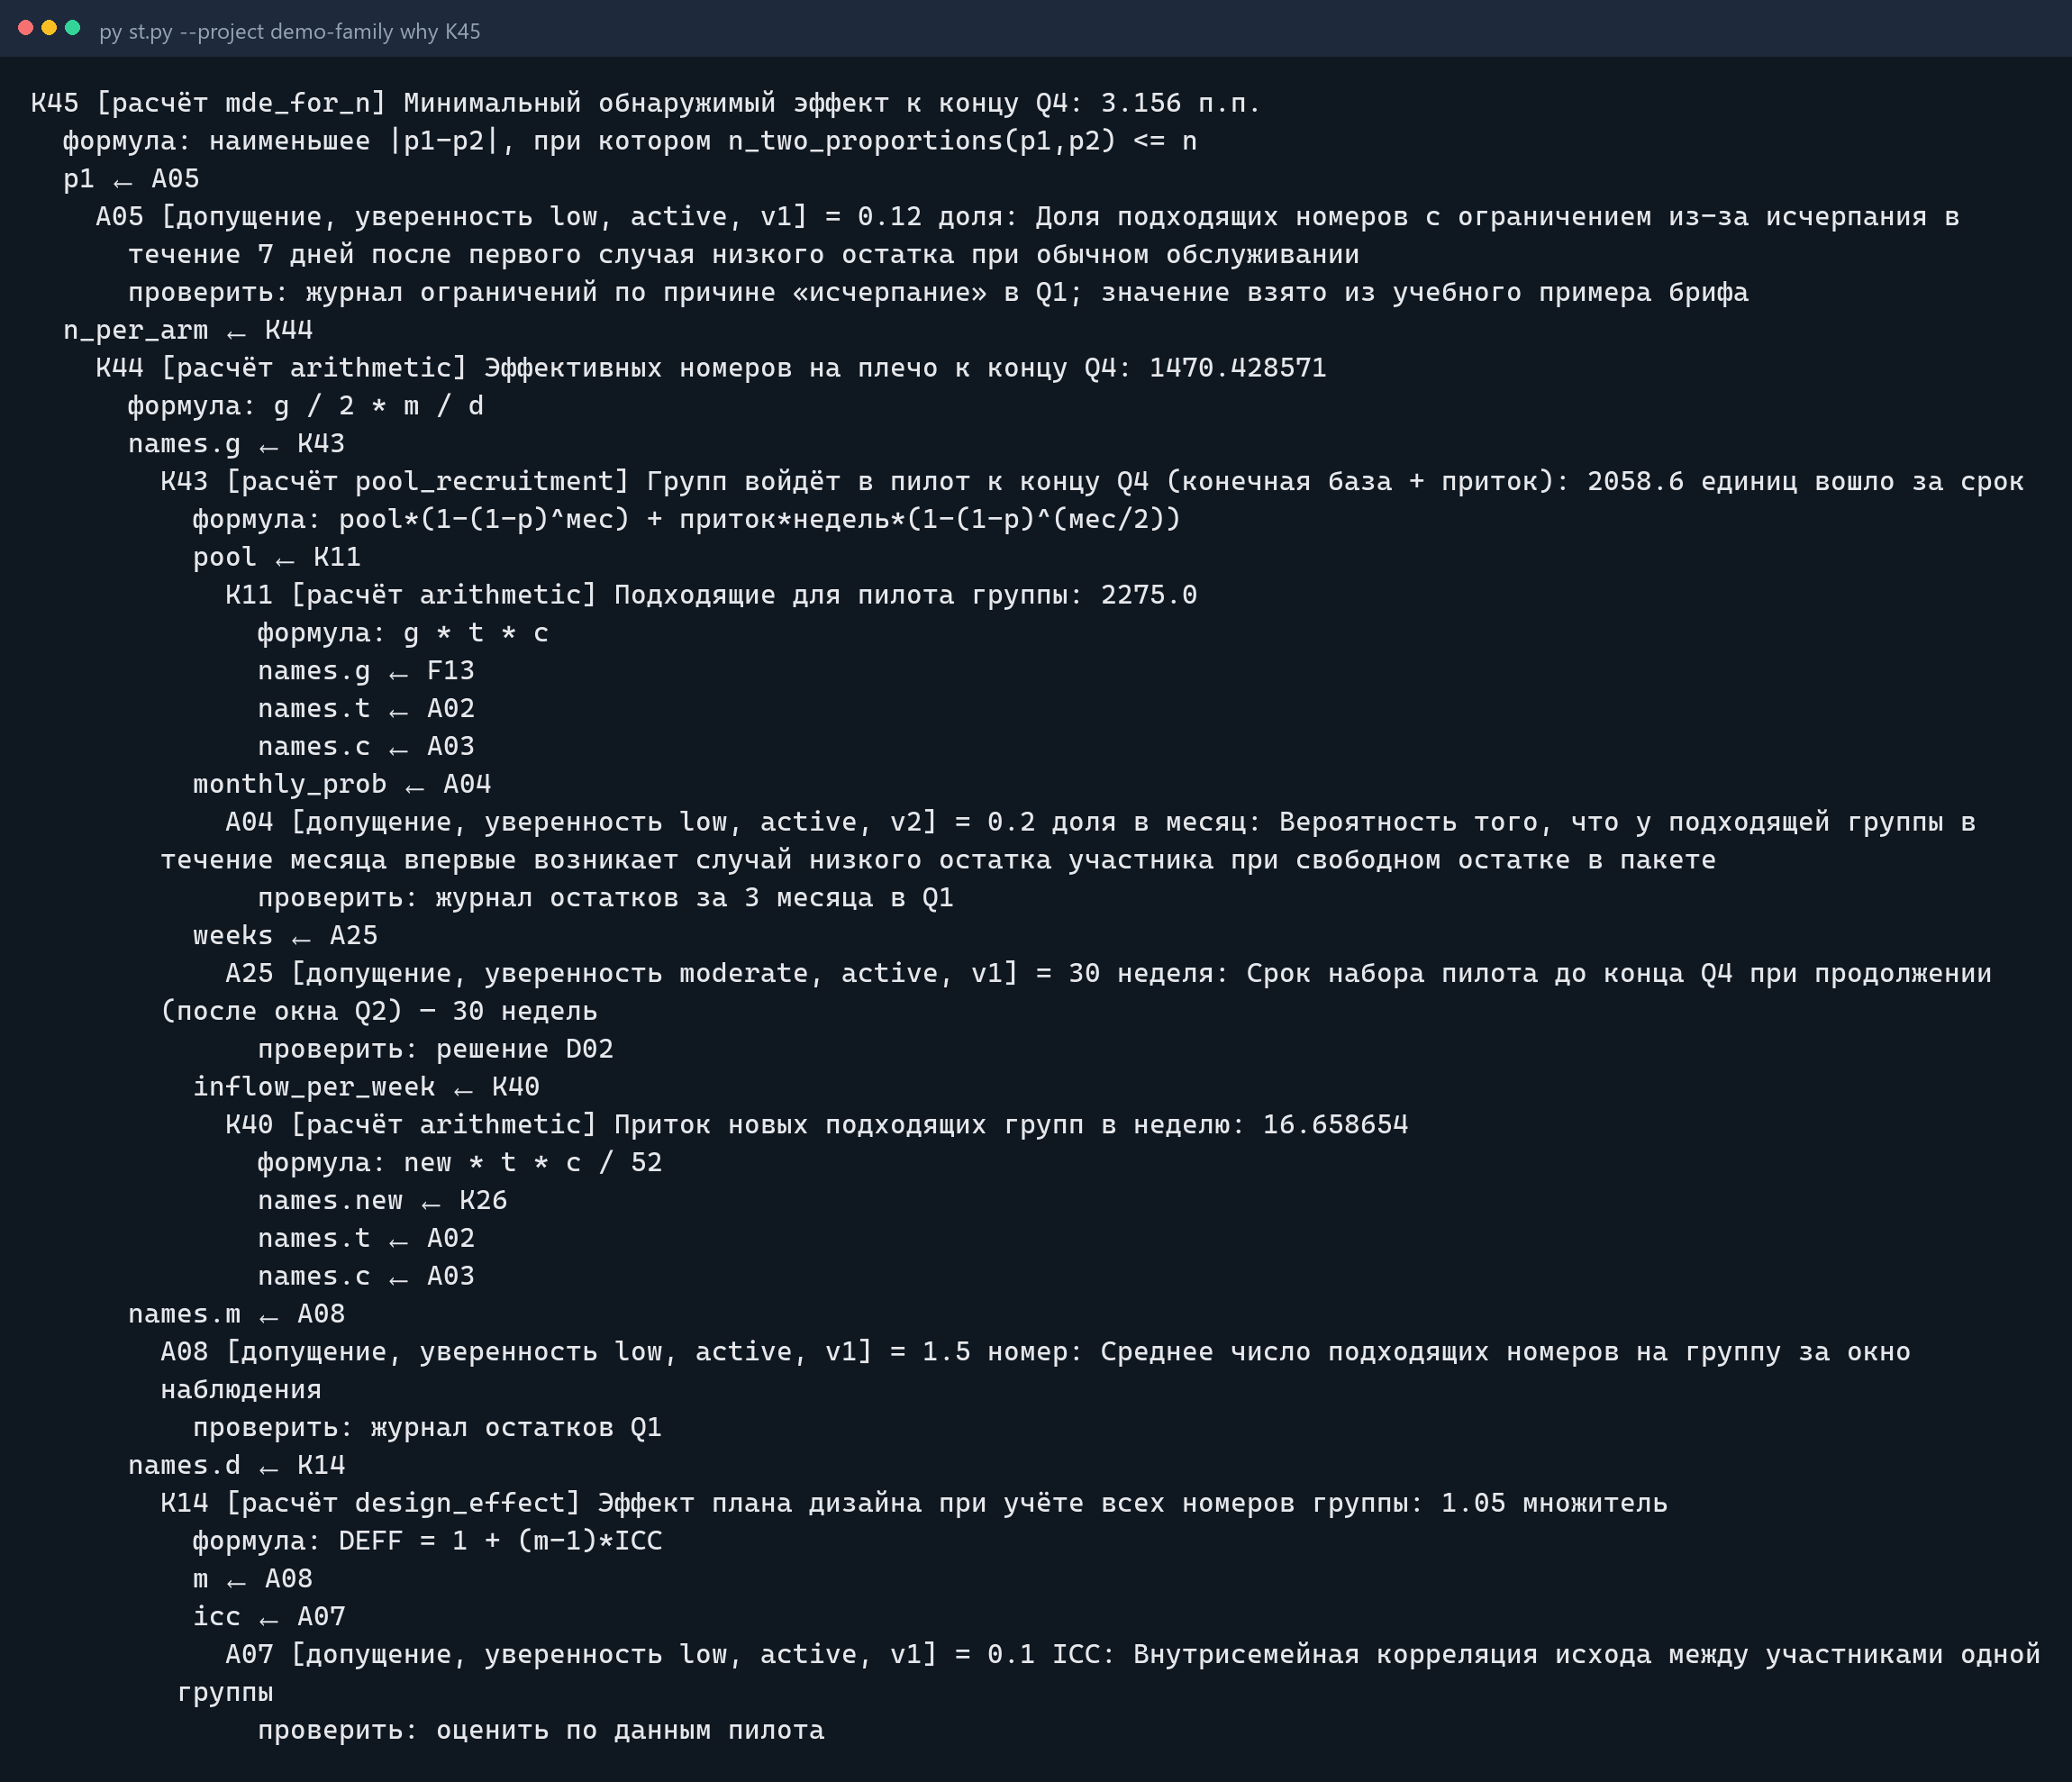 py st.py --project demo-family why K45
K45 [расчёт mde_for_n] Минимальный обнаружимый эффект к концу Q4: 3.156 п.п.
формула: наименьшее |p1-p2|, при котором n_two_proportions(p1,p2) <= n
p1 ← A05
A05 [допущение, уверенность low, active, v1] = 0.12 доля: Доля подходящих номеров с ограничением из-за исчерпания в
течение 7 дней после первого случая низкого остатка при обычном обслуживании
проверить: журнал ограничений по причине «исчерпание» в Q1; значение взято из учебного примера брифа
n_per_arm ← K44
K44 [расчёт arithmetic] Эффективных номеров на плечо к концу Q4: 1470.428571
формула: g / 2 * m / d
names.g ← K43
K43 [расчёт pool_recruitment] Групп войдёт в пилот к концу Q4 (конечная база + приток): 2058.6 единиц вошло за срок
формула: pool*(1-(1-p)^мес) + приток*недель*(1-(1-p)^(мес/2))
pool ← K11
K11 [расчёт arithmetic] Подходящие для пилота группы: 2275.0
формула: g * t * c
names.g ← F13
names.t ← A02
names.c ← A03
monthly_prob ← A04
A04 [допущение, уверенность low, active, v2] = 0.2 доля в месяц: Вероятность того, что у подходящей группы в
течение месяца впервые возникает случай низкого остатка участника при свободном остатке в пакете
проверить: журнал остатков за 3 месяца в Q1
weeks ← A25
A25 [допущение, уверенность moderate, active, v1] = 30 неделя: Срок набора пилота до конца Q4 при продолжении
(после окна Q2) — 30 недель
проверить: решение D02
inflow_per_week ← K40
K40 [расчёт arithmetic] Приток новых подходящих групп в неделю: 16.658654
формула: new * t * c / 52
names.new ← K26
names.t ← A02
names.c ← A03
names.m ← A08
A08 [допущение, уверенность low, active, v1] = 1.5 номер: Среднее число подходящих номеров на группу за окно
наблюдения
проверить: журнал остатков Q1
names.d ← K14
K14 [расчёт design_effect] Эффект плана дизайна при учёте всех номеров группы: 1.05 множитель
формула: DEFF = 1 + (m-1)*ICC
m ← A08
icc ← A07
A07 [допущение, уверенность low, active, v1] = 0.1 ICC: Внутрисемейная корреляция исхода между участниками одной
группы
проверить: оценить по данным пилота